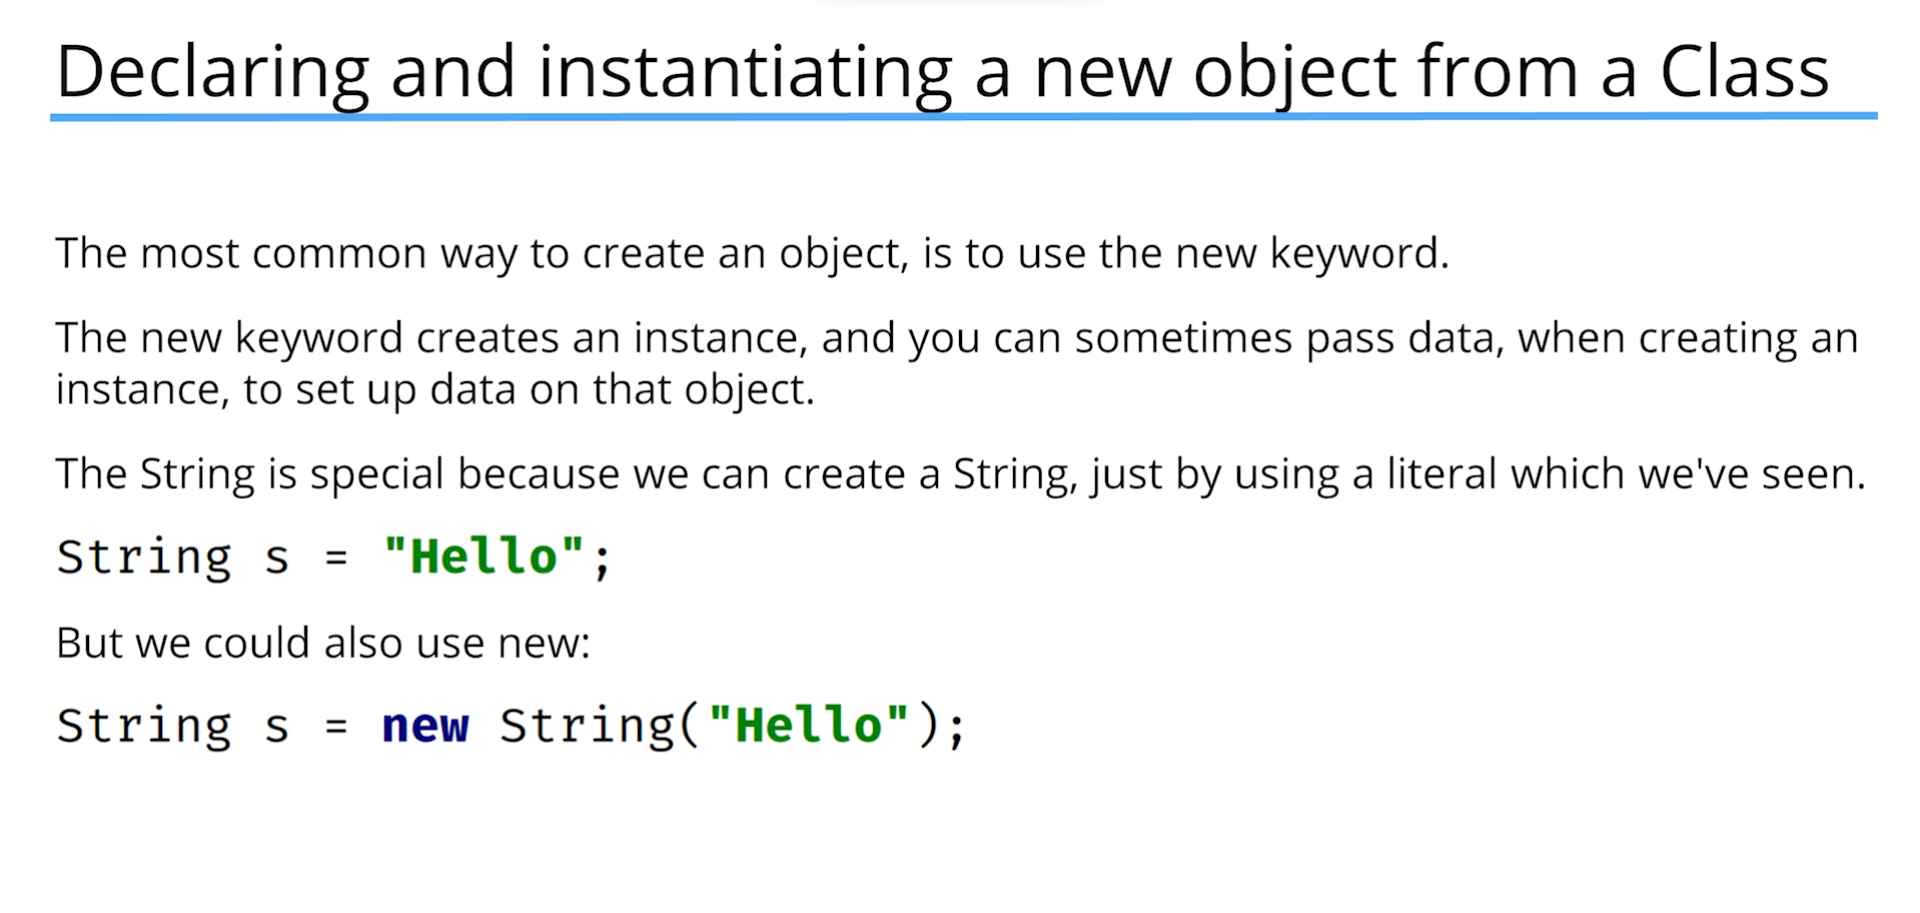 Declaring and instantiating a new object from a Class
The most common way to create an object, is to use the new keyword.
The new keyword creates an instance, and you can sometimes pass data, when creating an
instance, to set up data on that object.
The String is special because we can create a String, just by using a literal which we've seen.
String s = "Hello";
But we could also use new:
String s = new String("Hello");